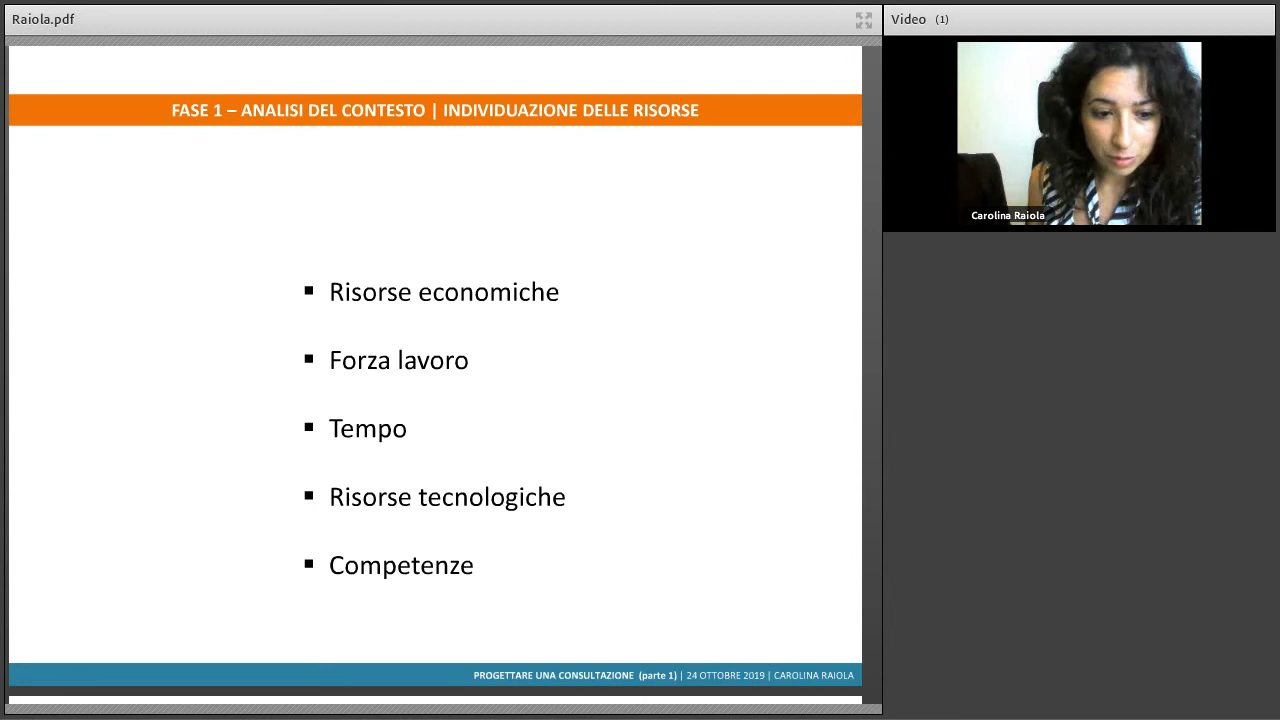 Raiola.pdf
Video (1)
FASE 1 – ANALISI DEL CONTESTO | INDIVIDUAZIONE DELLE RISORSE
Carolina Raiola
▪ Risorse economiche
▪ Forza lavoro
▪ Tempo
▪ Risorse tecnologiche
▪ Competenze
PROGETTARE UNA CONSULTAZIONE (parte 1) | 24 OTTOBRE 2019 | CAROLINA RAIOLA